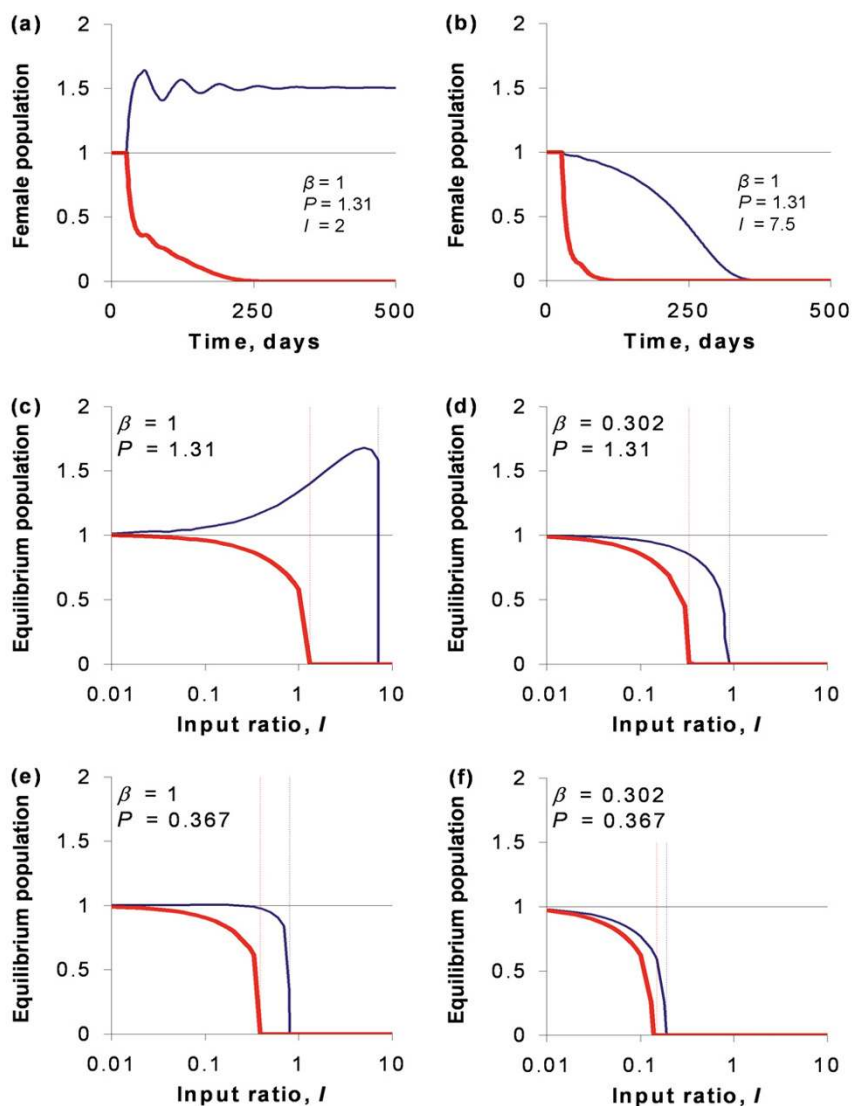 (a)
2
1.5
1
0.5
0
Female population
β = 1
P = 1.31
I = 2
0
250
500
Time, days
(b)
2
1.5
1
0.5
0
Female population
β = 1
P = 1.31
I = 7.5
0
250
500
Time, days
(c)
2
1.5
1
0.5
0
Equilibrium population
β = 1
P = 1.31
0.01
0.1
1
10
Input ratio, I
(d)
2
1.5
1
0.5
0
Equilibrium population
β = 0.302
P = 1.31
0.01
0.1
1
10
Input ratio, I
(e)
2
1.5
1
0.5
0
Equilibrium population
β = 1
P = 0.367
0.01
0.1
1
10
Input ratio, I
(f)
2
1.5
1
0.5
0
Equilibrium population
β = 0.302
P = 0.367
0.01
0.1
1
10
Input ratio, I